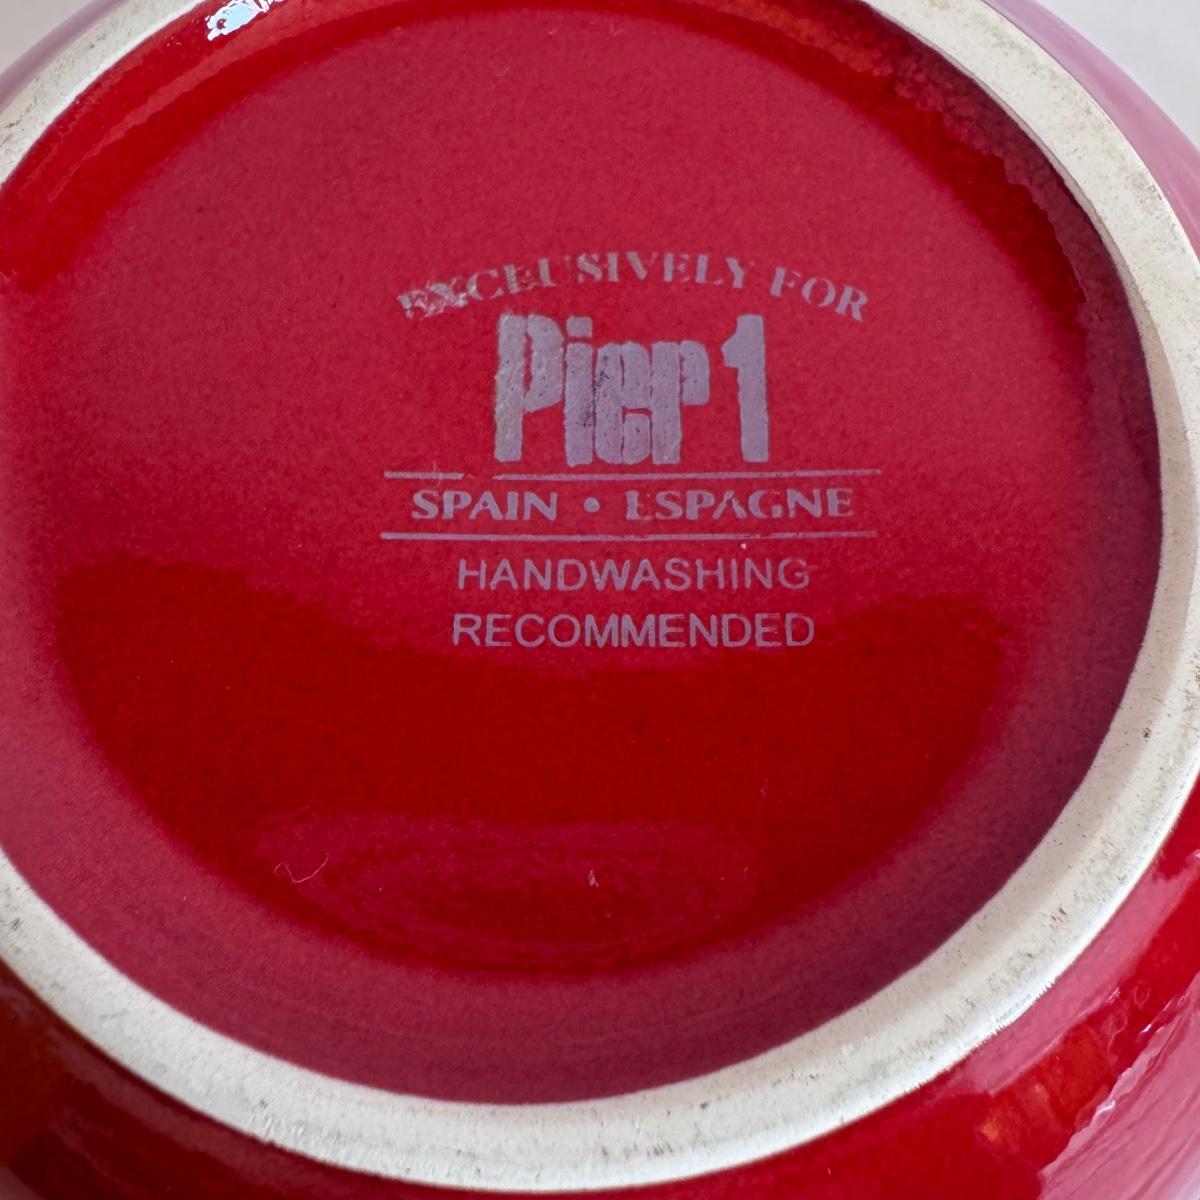 EXCLUSIVELY FOR
Pier 1
SPAIN • ESPAGNE
HANDWASHING
RECOMMENDED